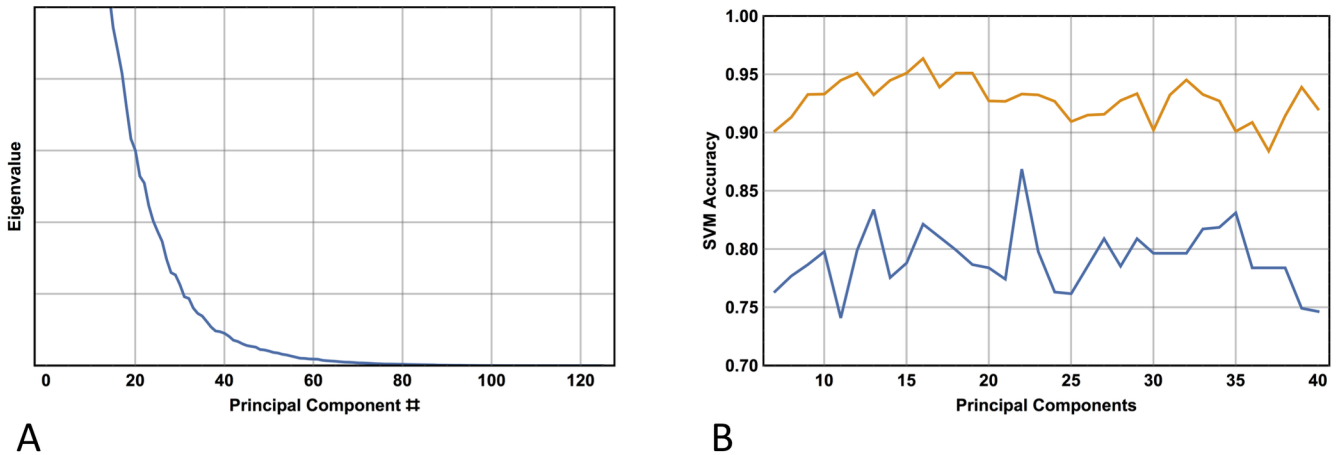 Eigenvalue
0 20 40 60 80 100 120
Principal Component #
A
1.00
0.95
0.90
0.85
0.80
0.75
0.70
SVM Accuracy
10 15 20 25 30 35 40
Principal Components
B